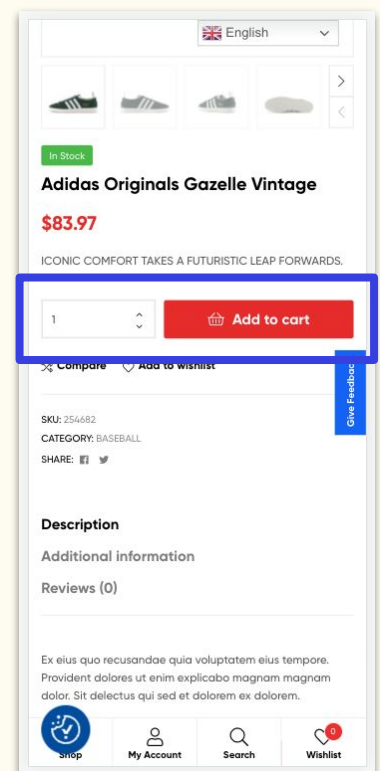 English
In Stock
Adidas Originals Gazelle Vintage
$83.97
ICONIC COMFORT TAKES A FUTURISTIC LEAP FORWARDS.
1
Add to cart
Compare
Add to wishlist
Give Feedback
SKU: 254682
CATEGORY: BASEBALL
SHARE:
Description
Additional information
Reviews (0)
Ex eius quo recusandae quia voluptatem eius tempore.
Provident dolores ut enim explicabo magnam magnam
dolor. Sit delectus qui sed et dolorem ex dolorem.
0
Shop
My Account
Search
Wishlist